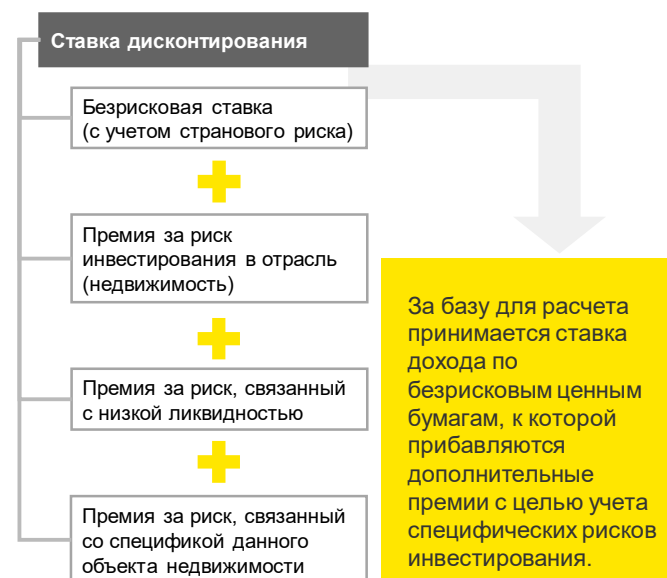 Ставка дисконтирования
Безрисковая ставка
(с учетом странового риска)
Премия за риск
инвестирования в отрасль
(недвижимость)
Премия за риск, связанный
с низкой ликвидностью
Премия за риск, связанный
со спецификой данного
объекта недвижимости
За базу для расчета
принимается ставка
дохода по
безрисковым ценным
бумагам, к которой
прибавляются
дополнительные
премии с целью учета
специфических рисков
инвестирования.